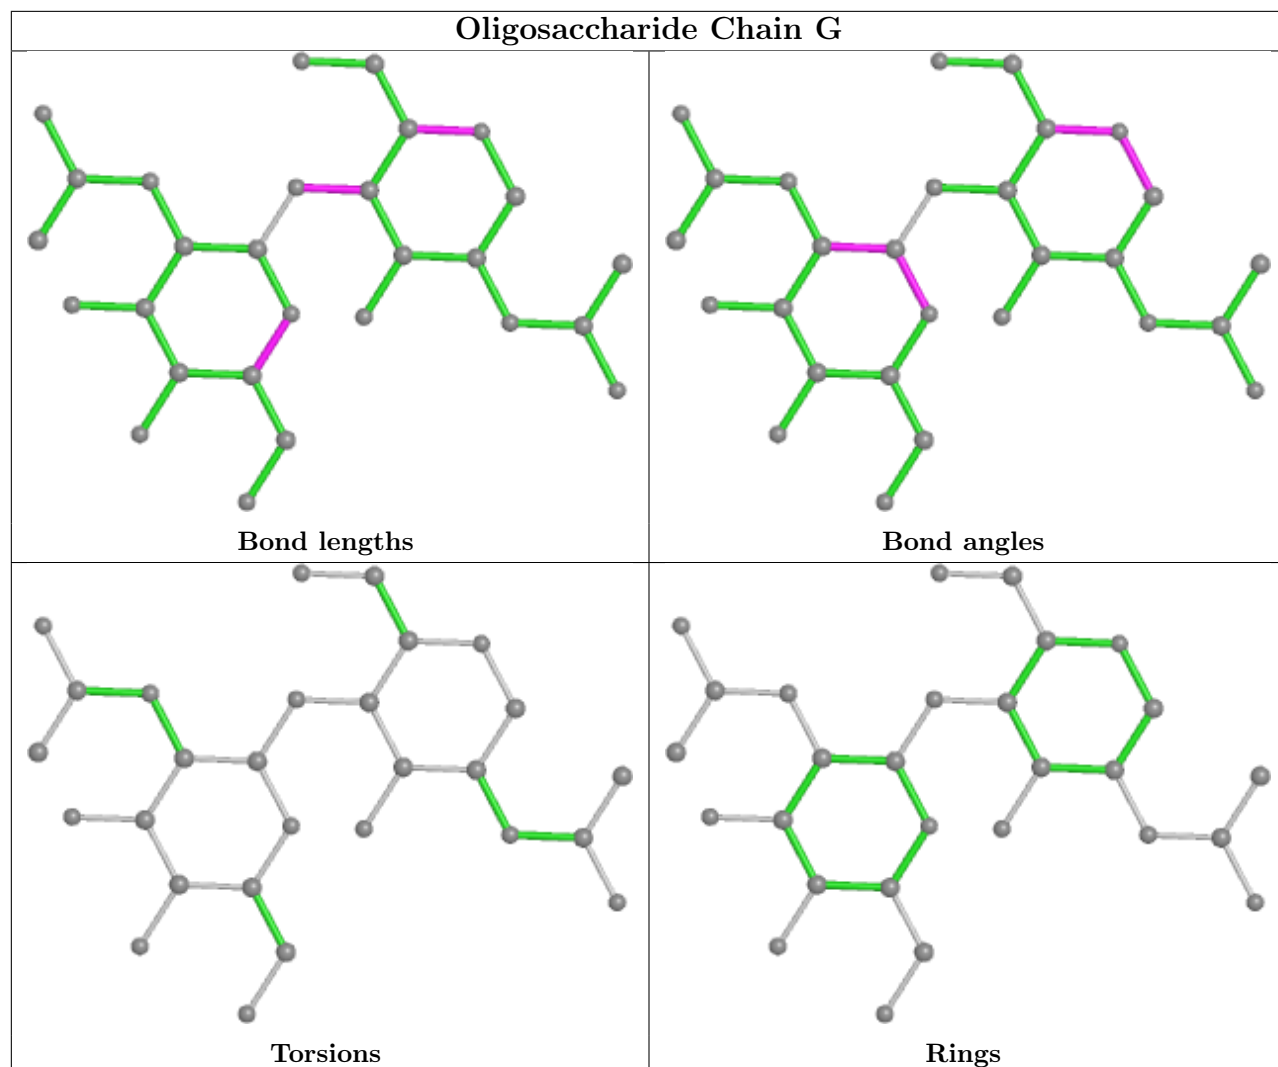 Oligosaccharide Chain G
Bond lengths
Bond angles
Torsions
Rings